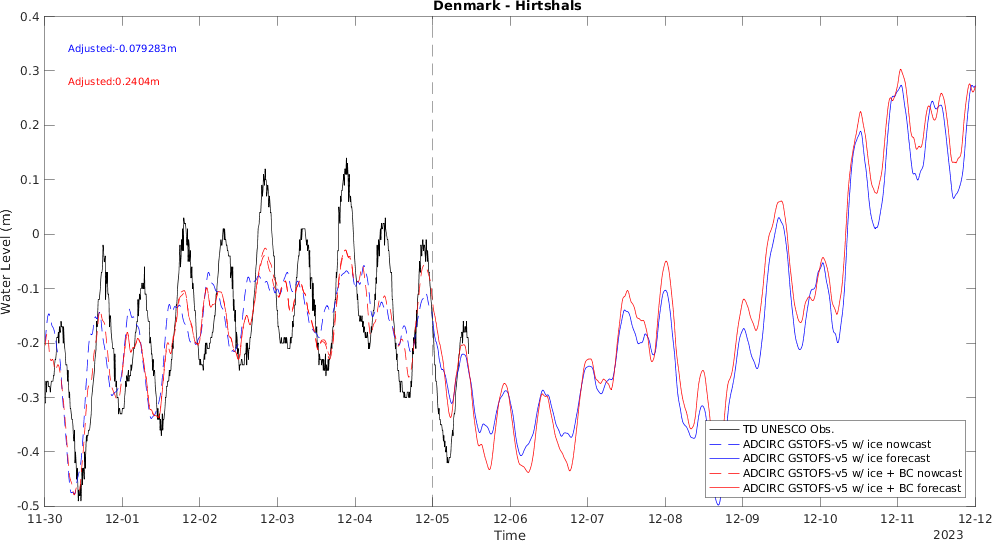 Denmark - Hirtshals
Adjusted:-0.079283m
Adjusted:0.2404m
Water Level (m)
0.4
0.3
0.2
0.1
0
-0.1
-0.2
-0.3
-0.4
-0.5
TD UNESCO Obs.
ADCIRC GSTOFS-v5 w/ ice nowcast
ADCIRC GSTOFS-v5 w/ ice forecast
ADCIRC GSTOFS-v5 w/ ice + BC nowcast
ADCIRC GSTOFS-v5 w/ ice + BC forecast
11-30 12-01 12-02 12-03 12-04 12-05 12-06 12-07 12-08 12-09 12-10 12-11 12-12
Time
2023